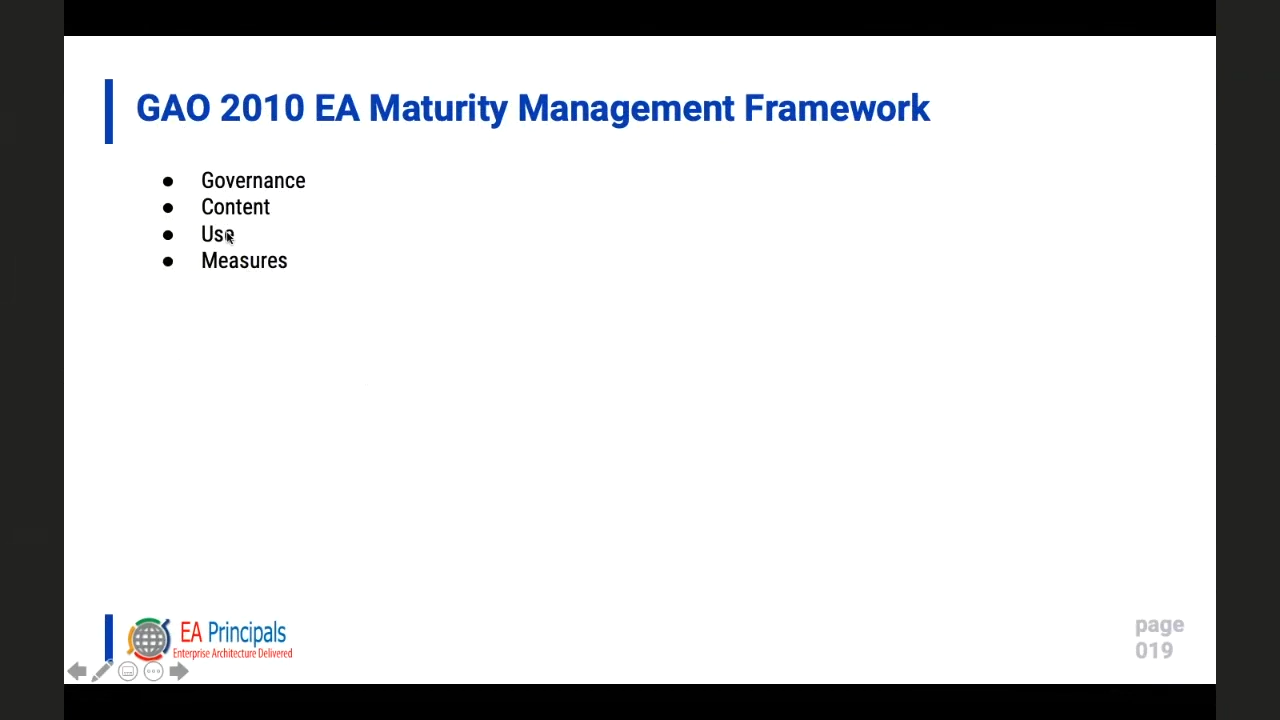 GAO 2010 EA Maturity Management Framework
● Governance
● Content
● Use
● Measures
EA Principals
Enterprise Architecture Delivered
page
019